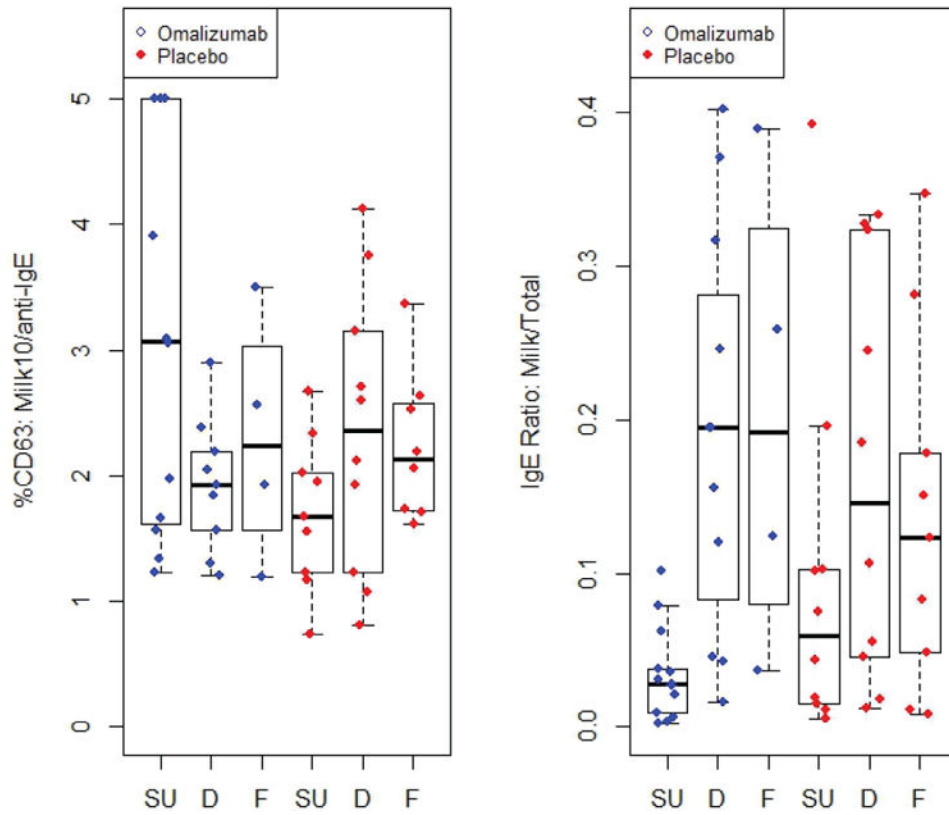 Omalizumab
Placebo
%CD63: Milk10/anti-IgE
5
4
3
2
1
0
SU D F SU D F
Omalizumab
Placebo
IgE Ratio: Milk/Total
0.4
0.3
0.2
0.1
0.0
SU D F SU D F